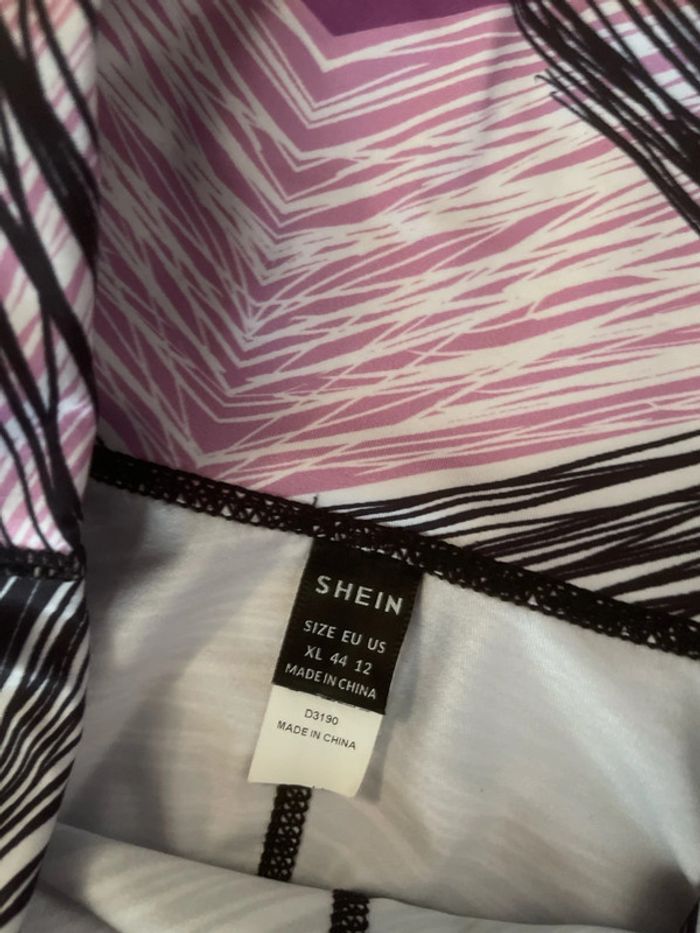 SHEIN
SIZE EU US
XL 44 12
MADE IN CHINA
D3190
MADE IN CHINA